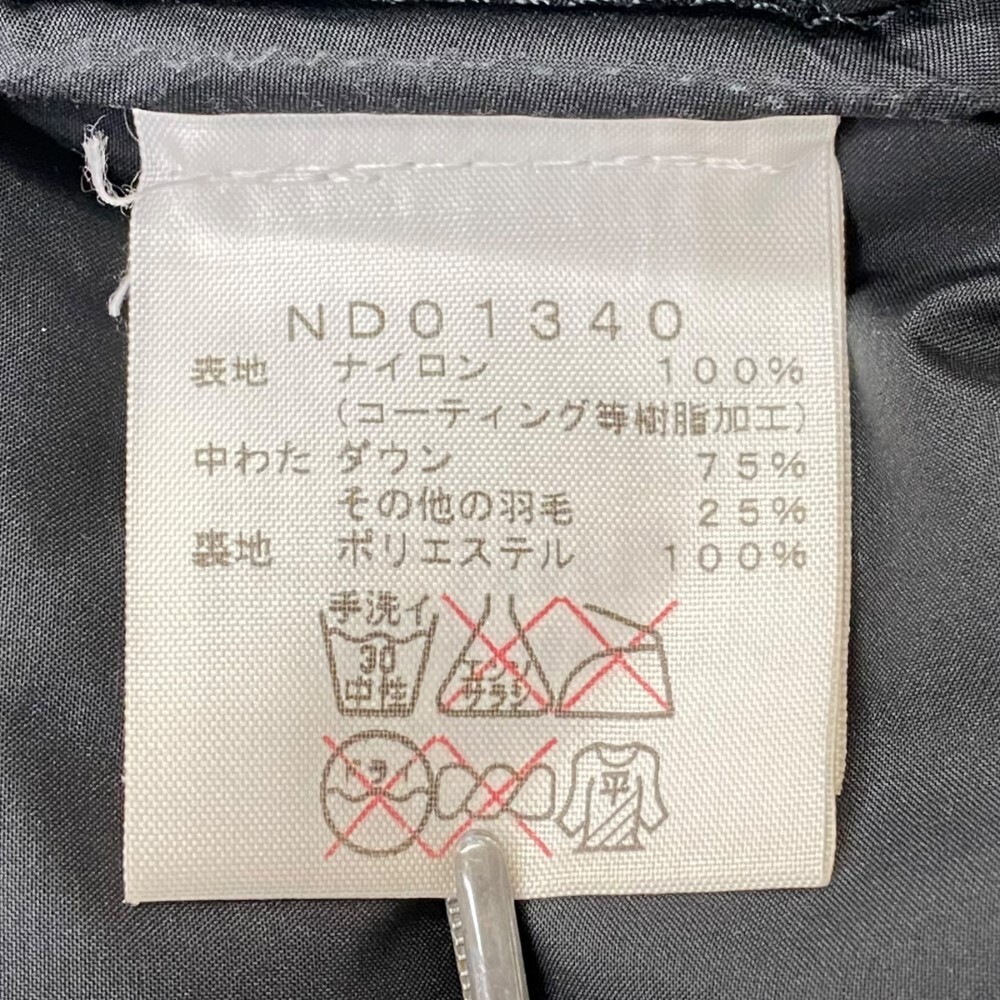 ND01340
表地 ナイロン 100%
(コーティング等樹脂加工)
中わた ダウン 75%
その他の羽毛 25%
裏地 ポリエステル 100%
手洗イ
30
中性
エンソ
サラシ
ドライ
平